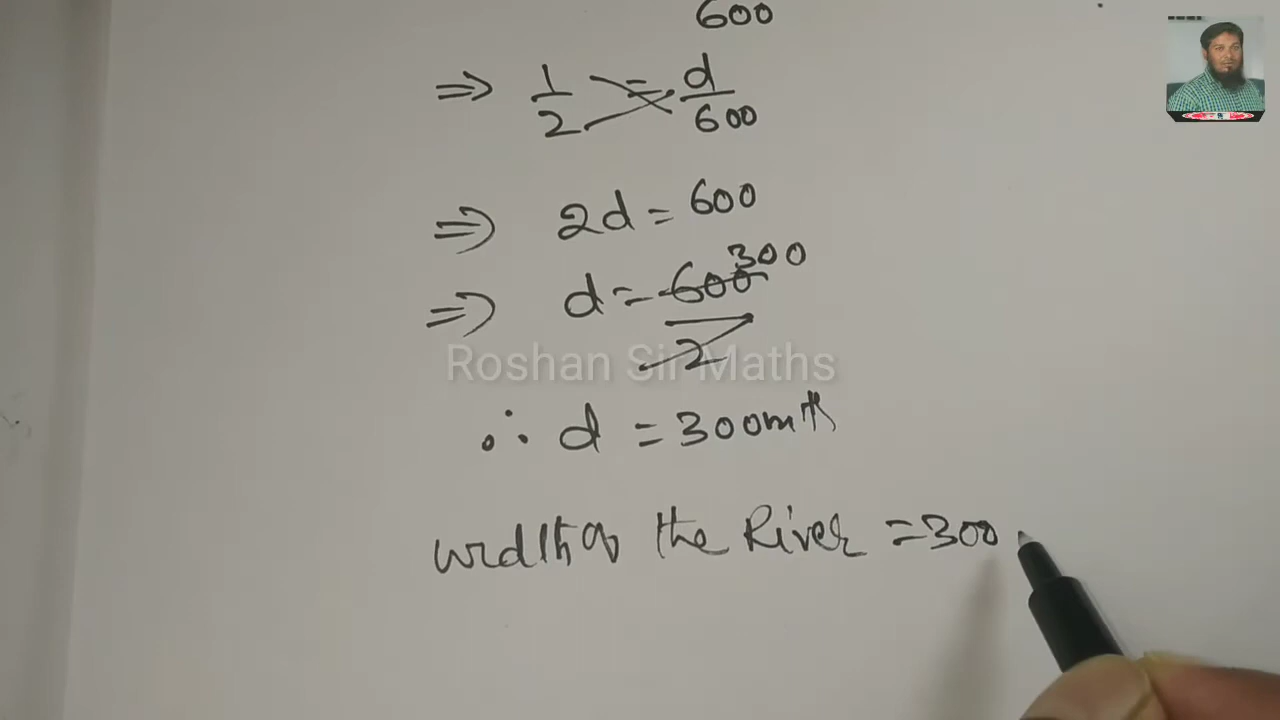 600
⇒ 1/2 = d/600
⇒ 2d = 600
⇒ d = 600/2 300
Roshan Sir Maths
∴ d = 300mts
width of the River = 300